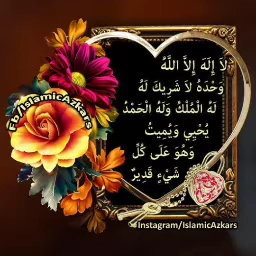 لَا إِلَهَ إِلاَّ اللَّهُ
وَحْدَهُ لاَ شَرِيكَ لَهُ
لَهُ الْمُلْكُ وَلَهُ الْحَمْدُ
يُحْيِي وَيُمِيتُ
وَهُوَ عَلَى كُلِّ
شَيْءٍ قَدِيرٌ
Fb/IslamicAzkars
Instagram/IslamicAzkars